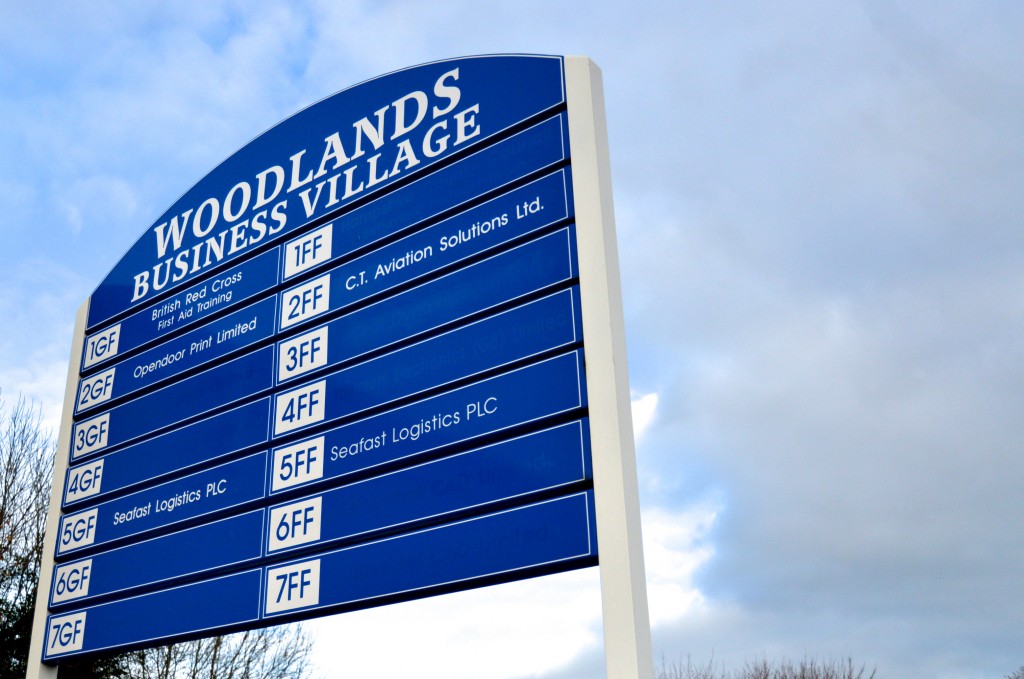 WOODLANDS
BUSINESS VILLAGE
1GF British Red Cross
First Aid Training
1FF
2GF Opendoor Print Limited
2FF C.T. Aviation Solutions Ltd.
3GF
3FF
4GF
4FF
5GF Seafast Logistics PLC
5FF Seafast Logistics PLC
6GF
6FF
7GF
7FF